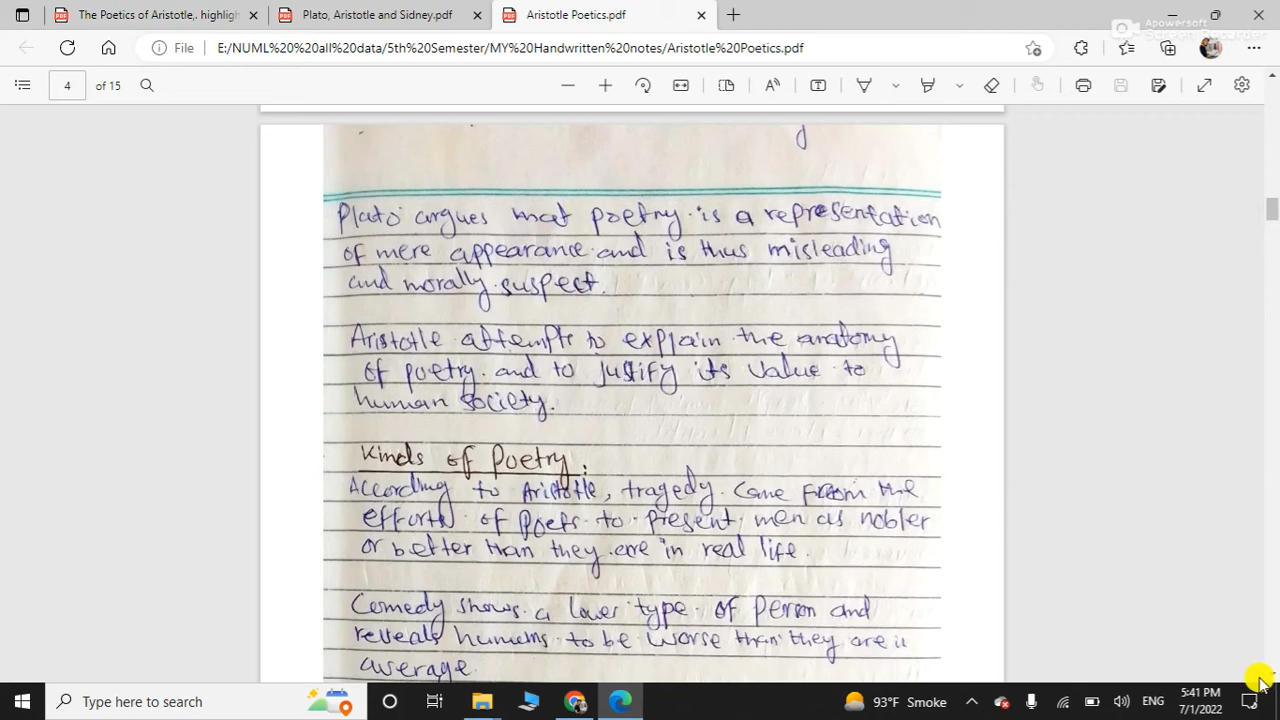 The Poetics of Aristotle,. highligh
Plato, Aristotle and Sidney.pdf
Aristotle Poetics.pdf
Apowersoft
Screen Recorder
File
E:/NUML%20%20all%20data/5th%20Semester/MY%20Handwritten%20notes/Aristotle%20Poetics.pdf
4 of 15
Plato argues that poetry is a representation
of mere appearance and is thus misleading
and morally suspect.
Aristotle attempts to explain the anatomy
of poetry and to justify its value to
human society.
Kinds of Poetry:
According to Aristotle, tragedy came from the
efforts of poets to present men as nobler
or better than they are in real life.
Comedy shows a lower type of person and
reveals humans to be worse than they are i
average.
Type here to search
93°F Smoke
ENG
5:41 PM
7/1/2022